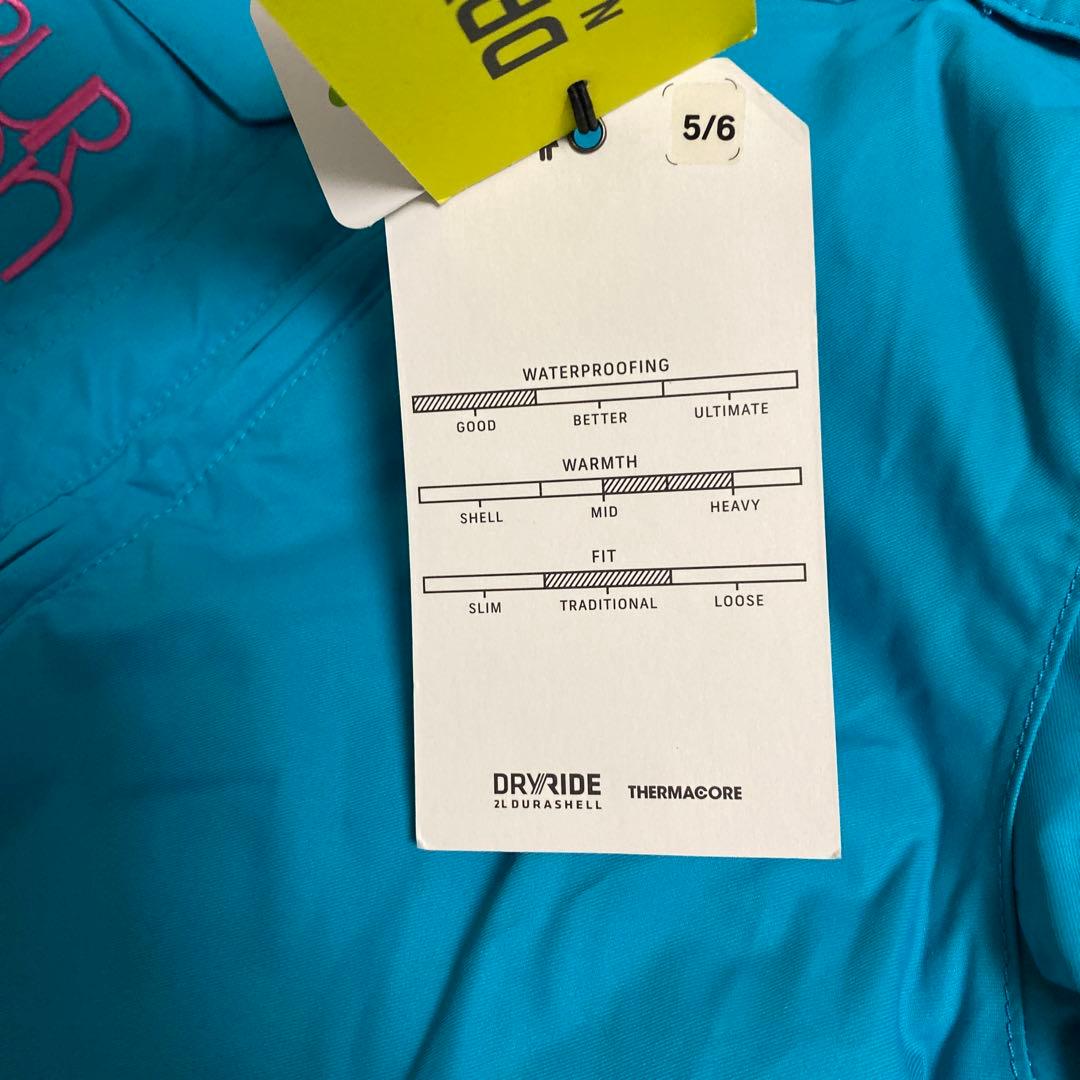 5/6
WATERPROOFING
GOOD BETTER ULTIMATE
WARMTH
SHELL MID HEAVY
FIT
SLIM TRADITIONAL LOOSE
DRYRIDE THERMACORE
2L DURASHELL